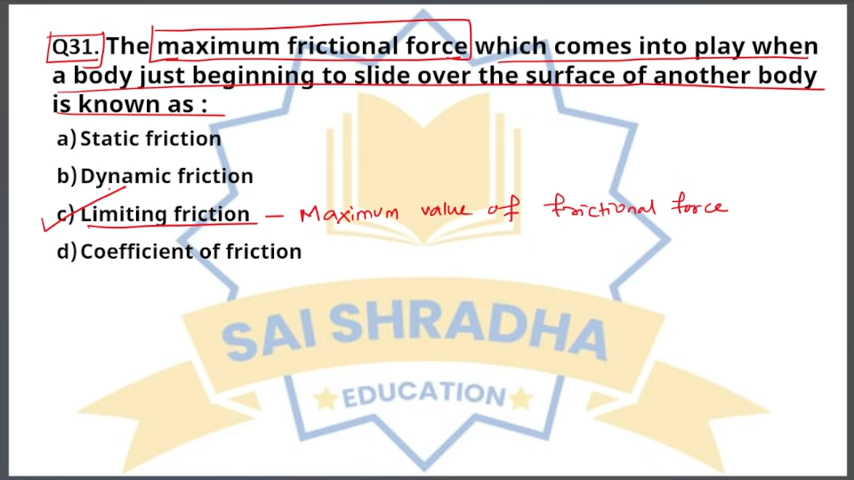 Q31. The maximum frictional force which comes into play when
a body just beginning to slide over the surface of another body
is known as :
a) Static friction
b) Dynamic friction
c) Limiting friction — Maximum value of frictional force
d) Coefficient of friction
SAI SHRADHA
EDUCATION